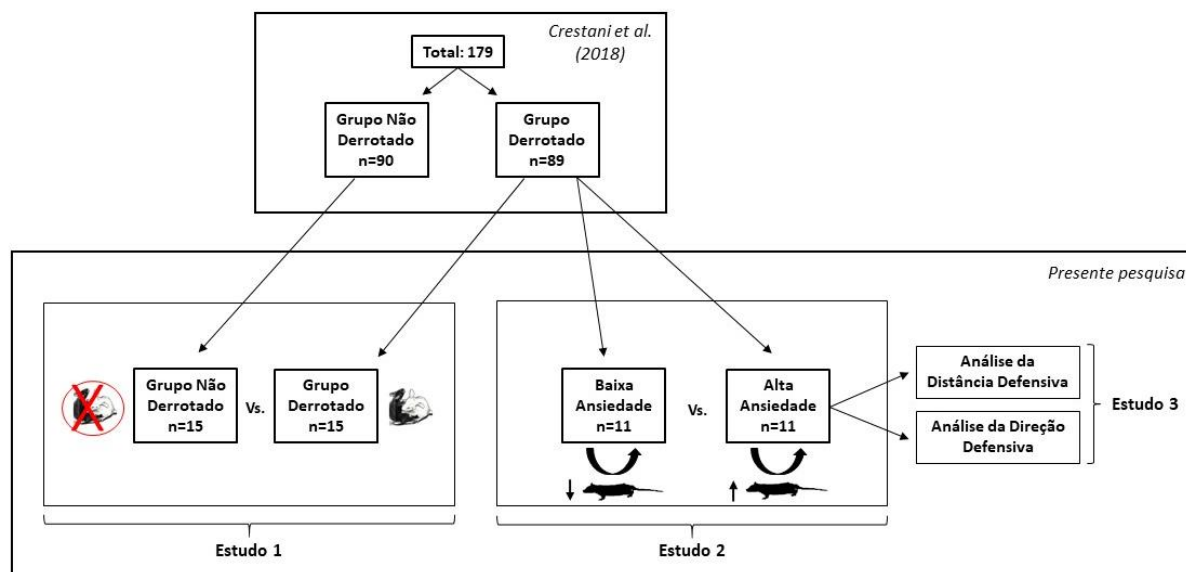 Crestani et al.
(2018)
Total: 179
Grupo Não
Derrotado
n=90
Grupo
Derrotado
n=89
Presente pesquisa
Grupo Não
Derrotado
n=15
Vs.
Grupo
Derrotado
n=15
Estudo 1
Baixa
Ansiedade
n=11
Vs.
Alta
Ansiedade
n=11
Estudo 2
Análise da
Distância Defensiva
Análise da Direção
Defensiva
Estudo 3